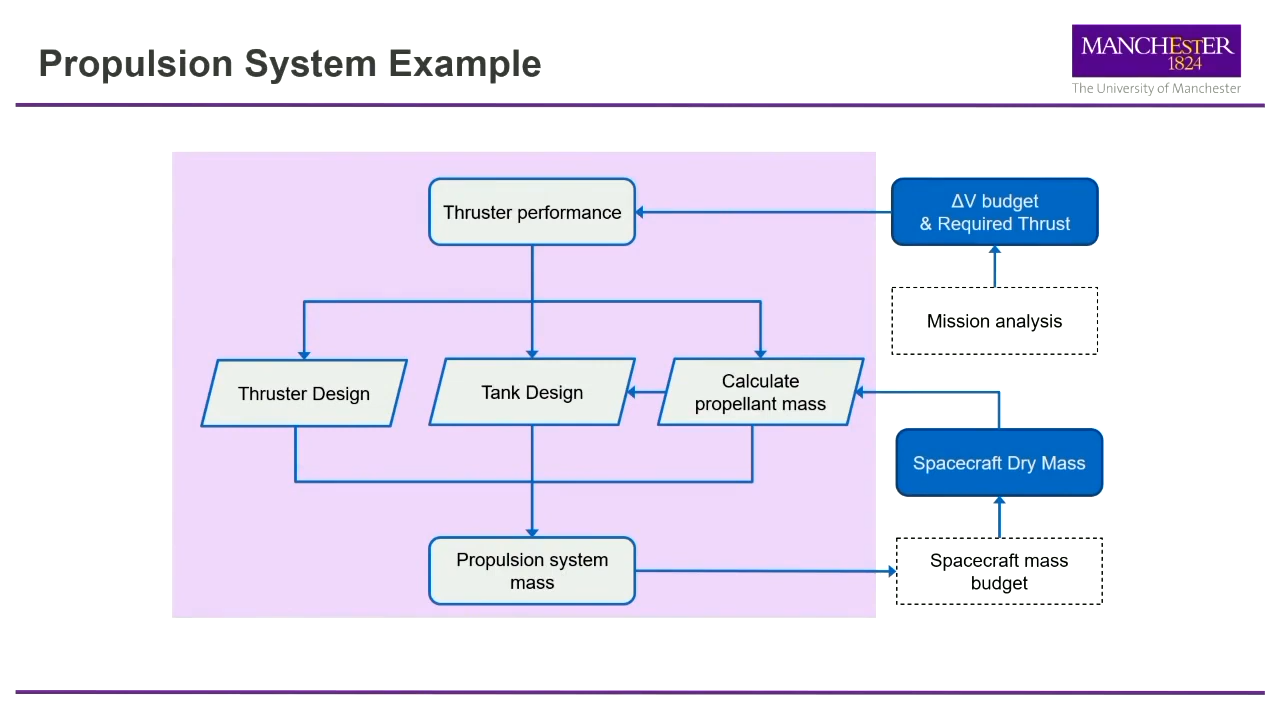 Propulsion System Example
MANCHEstER
1824
The University of Manchester
Thruster performance
ΔV budget
& Required Thrust
Mission analysis
Thruster Design
Tank Design
Calculate
propellant mass
Spacecraft Dry Mass
Propulsion system
mass
Spacecraft mass
budget